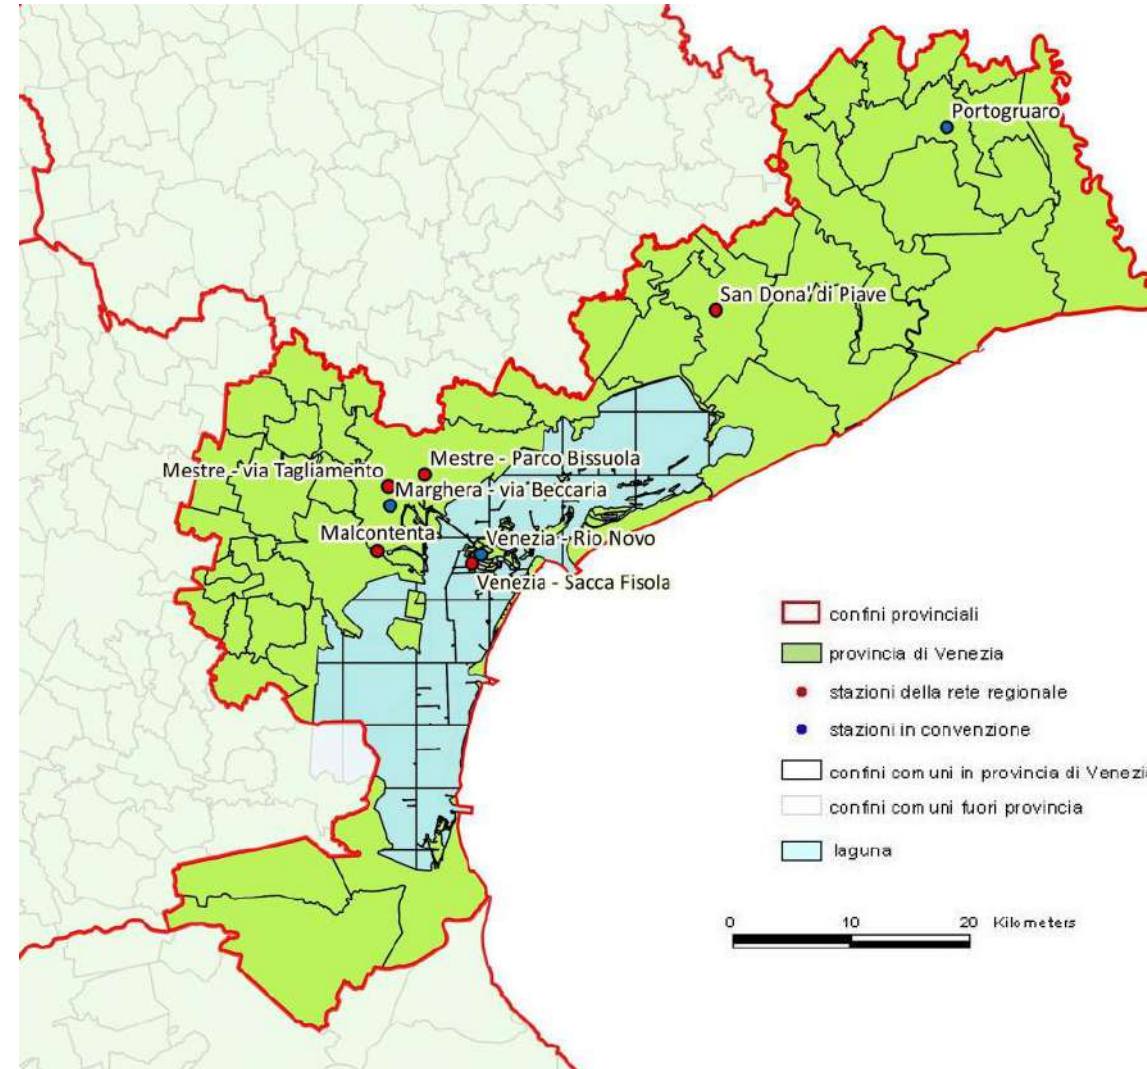 Portogruaro
San Dona' di Piave
Mestre - Parco Bissuola
Mestre - via Tagliamento
Marghera - via Beccaria
Malcontenta
Venezia - Rio Novo
Venezia - Sacca Fisola
confini provinciali
provincia di Venezia
stazioni della rete regionale
stazioni in convenzione
confini comuni in provincia di Venezia
confini comuni fuori provincia
laguna
0 10 20 Kilometers